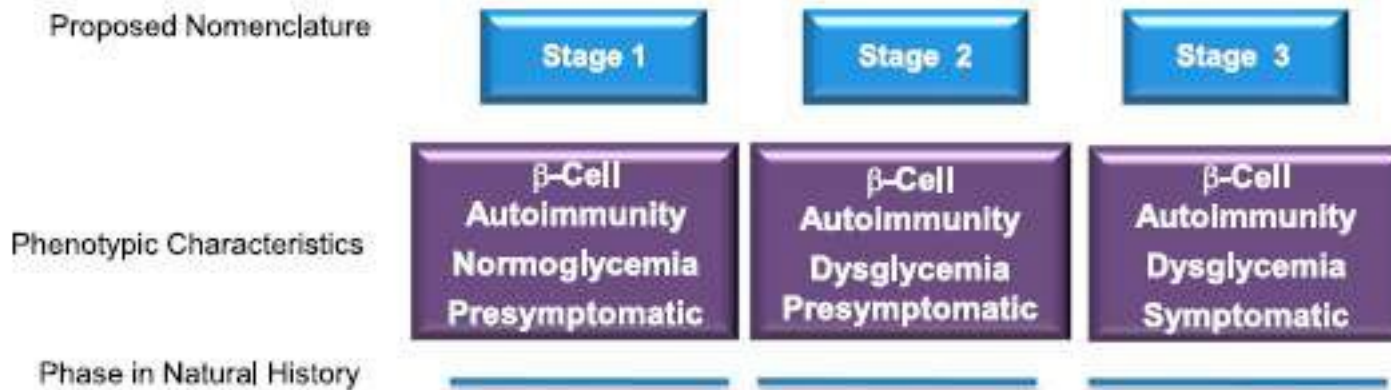 Proposed Nomenclature
Stage 1
Stage 2
Stage 3
Phenotypic Characteristics
β-Cell
Autoimmunity
Normoglycemia
Presymptomatic
β-Cell
Autoimmunity
Dysglycemia
Presymptomatic
β-Cell
Autoimmunity
Dysglycemia
Symptomatic
Phase in Natural History